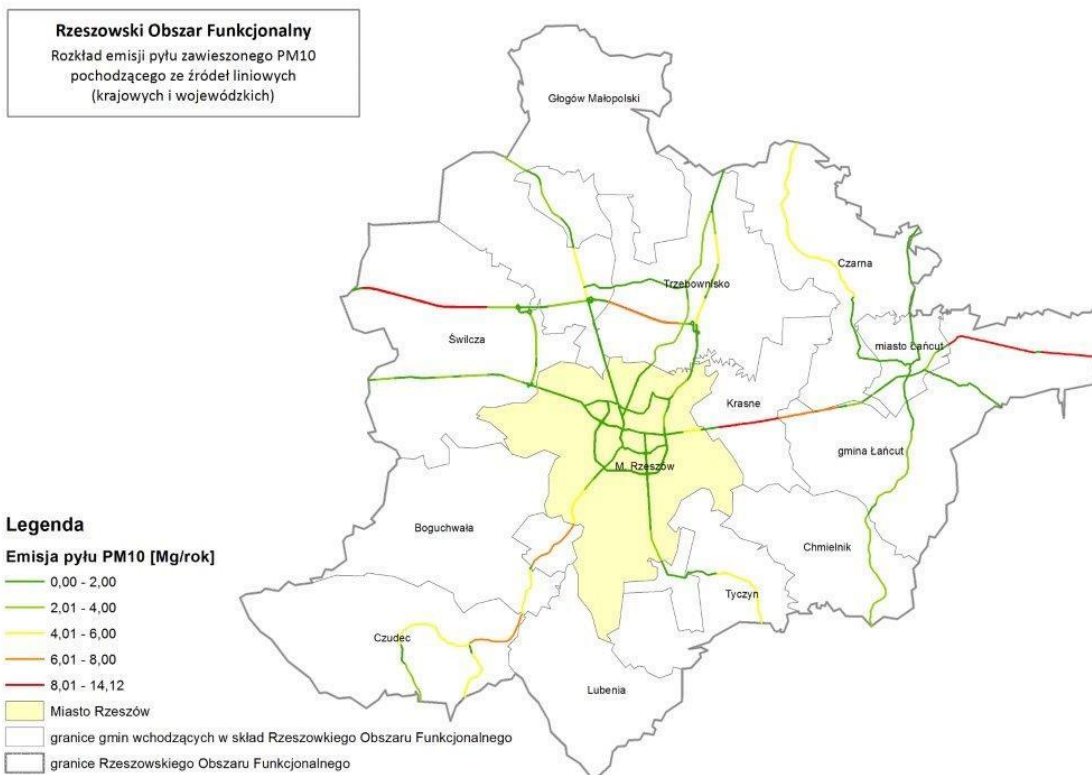 Rzeszowski Obszar Funkcjonalny
Rozkład emisji pyłu zawieszonego PM10
pochodzącego ze źródeł liniowych
(krajowych i wojewódzkich)
Głogów Małopolski
Czarna
Trzebownisko
Świlcza
miasto Łańcut
Krasne
gmina Łańcut
M. Rzeszów
Boguchwała
Chmielnik
Tyczyn
Czudec
Lubenia
Legenda
Emisja pyłu PM10 [Mg/rok]
0,00 - 2,00
2,01 - 4,00
4,01 - 6,00
6,01 - 8,00
8,01 - 14,12
Miasto Rzeszów
granice gmin wchodzących w skład Rzeszowkiego Obszaru Funkcjonalnego
granice Rzeszowskiego Obszaru Funkcjonalnego